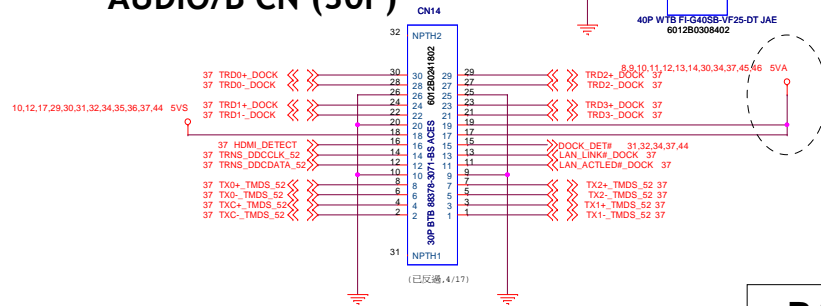 AUDIO/B CN (30P)
CN14
40P WTB FI-G40SB-VF25-DT JAE
6012B0308402
32 NPTH2
30P BTB 88378-3071-BS ACES 6012B0241802
8,9,10,11,12,13,14,30,34,37,45,46 5VA
10,12,17,29,30,31,32,34,35,36,37,44 5VS
37 TRD0+_DOCK 30 30 29 29 TRD2+_DOCK 37
37 TRD0-_DOCK 28 28 27 27 TRD2-_DOCK 37
26 26 25 25
37 TRD1+_DOCK 24 24 23 23 TRD3+_DOCK 37
37 TRD1-_DOCK 22 22 21 21 TRD3-_DOCK 37
20 20 19 19
18 18 17 17
37 HDMI_DETECT 16 16 15 15 DOCK_DET# 31,32,34,37,44
37 TRNS_DDCCLK_52 14 14 13 13 LAN_LINK#_DOCK 37
37 TRNS_DDCDATA_52 12 12 11 11 LAN_ACTLED#_DOCK 37
10 10 9 9
37 TX0+_TMDS_52 8 8 7 7 TX2+_TMDS_52 37
37 TX0-_TMDS_52 6 6 5 5 TX2-_TMDS_52 37
37 TXC+_TMDS_52 4 4 3 3 TX1+_TMDS_52 37
37 TXC-_TMDS_52 2 2 1 1 TX1-_TMDS_52 37
31 NPTH1
(已反過,4/17)